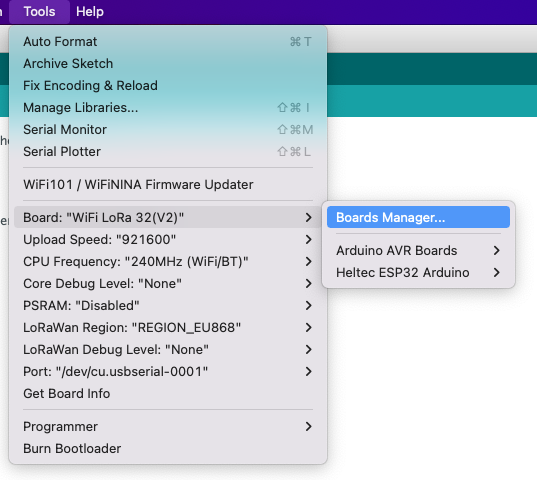 Tools Help
Auto Format ⌘T
Archive Sketch
Fix Encoding & Reload
Manage Libraries... ⇧⌘I
Serial Monitor ⇧⌘M
Serial Plotter ⇧⌘L
WiFi101 / WiFiNINA Firmware Updater
Board: "WiFi LoRa 32(V2)"
Upload Speed: "921600"
CPU Frequency: "240MHz (WiFi/BT)"
Core Debug Level: "None"
PSRAM: "Disabled"
LoRaWan Region: "REGION_EU868"
LoRaWan Debug Level: "None"
Port: "/dev/cu.usbserial-0001"
Get Board Info
Programmer
Burn Bootloader
Boards Manager...
Arduino AVR Boards
Heltec ESP32 Arduino